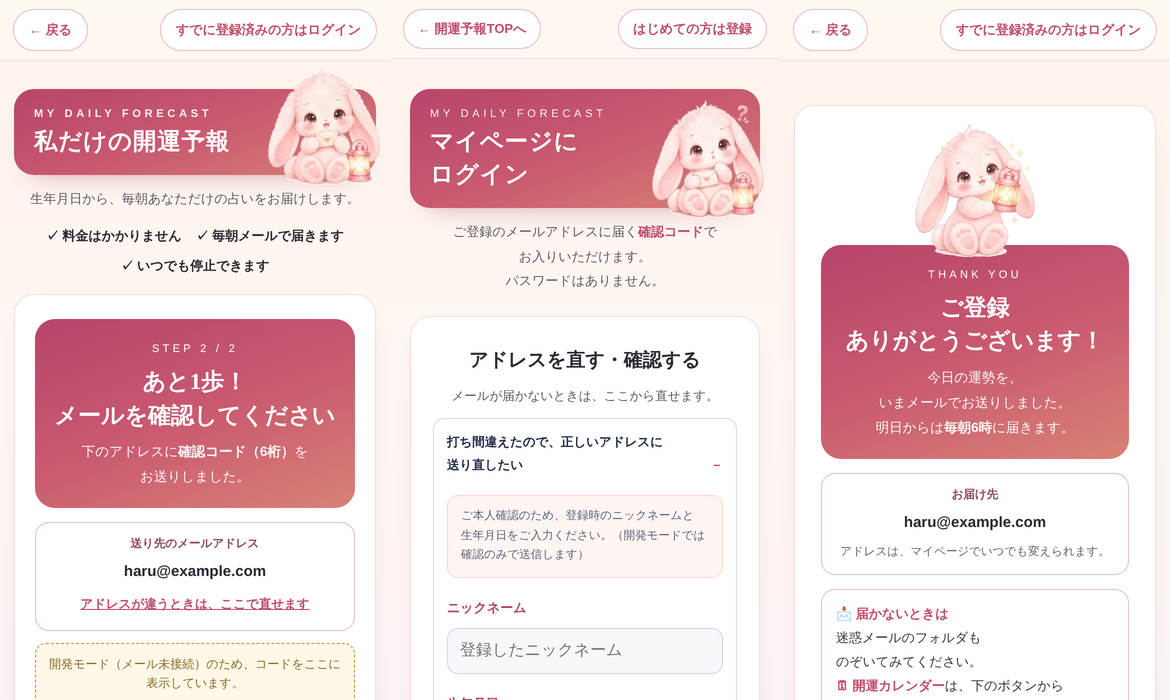 ← 戻る
すでに登録済みの方はログイン
MY DAILY FORECAST
私だけの開運予報
生年月日から、毎朝あなただけの占いをお届けします。
✓ 料金はかかりません ✓ 毎朝メールで届きます
✓ いつでも停止できます
STEP 2 / 2
あと1歩！
メールを確認してください
下のアドレスに確認コード（6桁）を
お送りしました。
送り先のメールアドレス
haru@example.com
アドレスが違うときは、ここで直せます
開発モード（メール未接続）のため、コードをここに
表示しています。
← 開運予報TOPへ
はじめての方は登録
MY DAILY FORECAST
マイページに
ログイン
?
ご登録のメールアドレスに届く確認コードで
お入りいただけます。
パスワードはありません。
アドレスを直す・確認する
メールが届かないときは、ここから直せます。
打ち間違えたので、正しいアドレスに
送り直したい
−
ご本人確認のため、登録時のニックネームと
生年月日をご入力ください。（開発モードでは
確認のみで送信します）
ニックネーム
登録したニックネーム
← 戻る
すでに登録済みの方はログイン
THANK YOU
ご登録
ありがとうございます！
今日の運勢を、
いまメールでお送りしました。
明日からは毎朝6時に届きます。
お届け先
haru@example.com
アドレスは、マイページでいつでも変えられます。
📩 届かないときは
迷惑メールのフォルダも
のぞいてみてください。
🗓 開運カレンダーは、下のボタンから